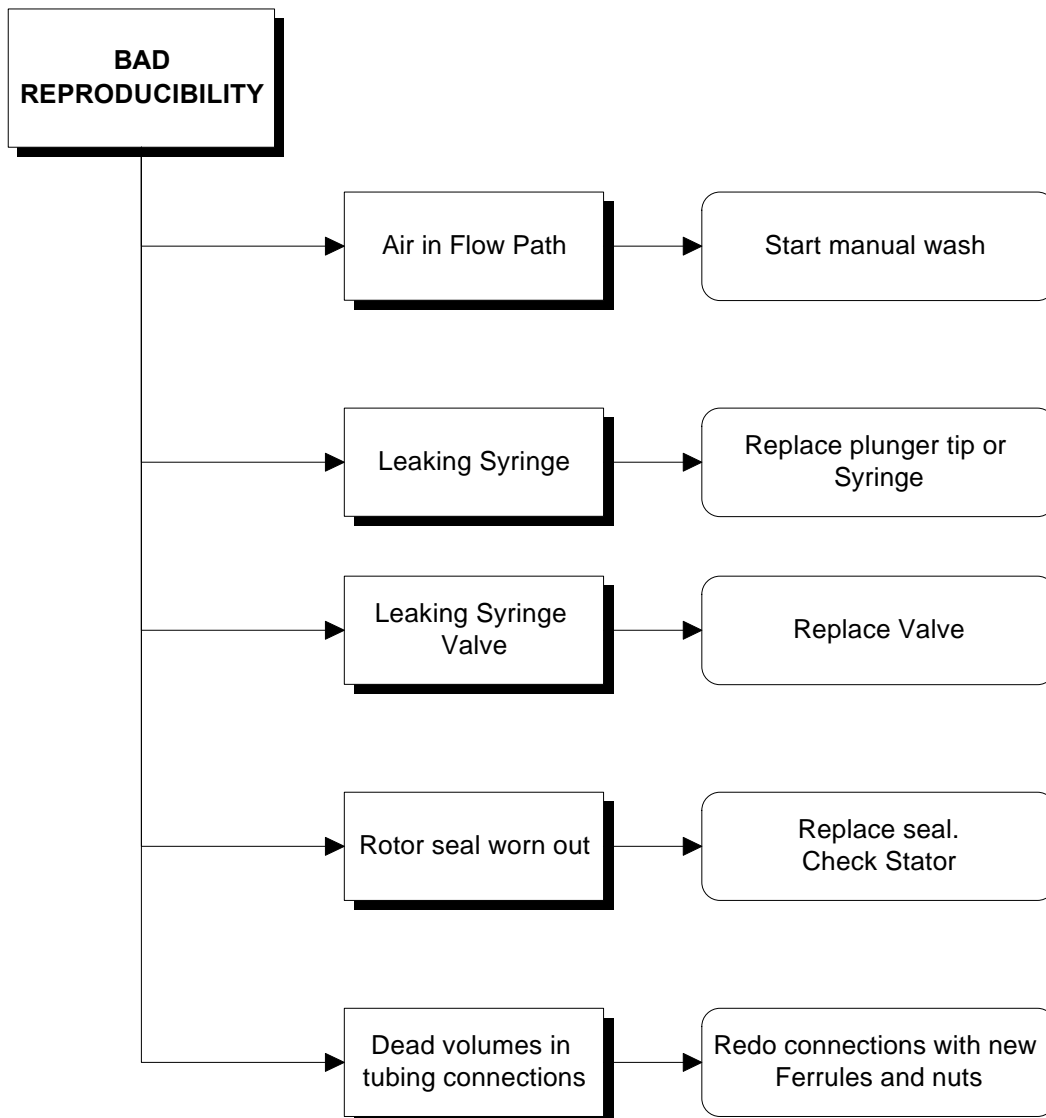 BAD
REPRODUCIBILITY
Air in Flow Path
Start manual wash
Leaking Syringe
Replace plunger tip or
Syringe
Leaking Syringe
Valve
Replace Valve
Rotor seal worn out
Replace seal.
Check Stator
Dead volumes in
tubing connections
Redo connections with new
Ferrules and nuts